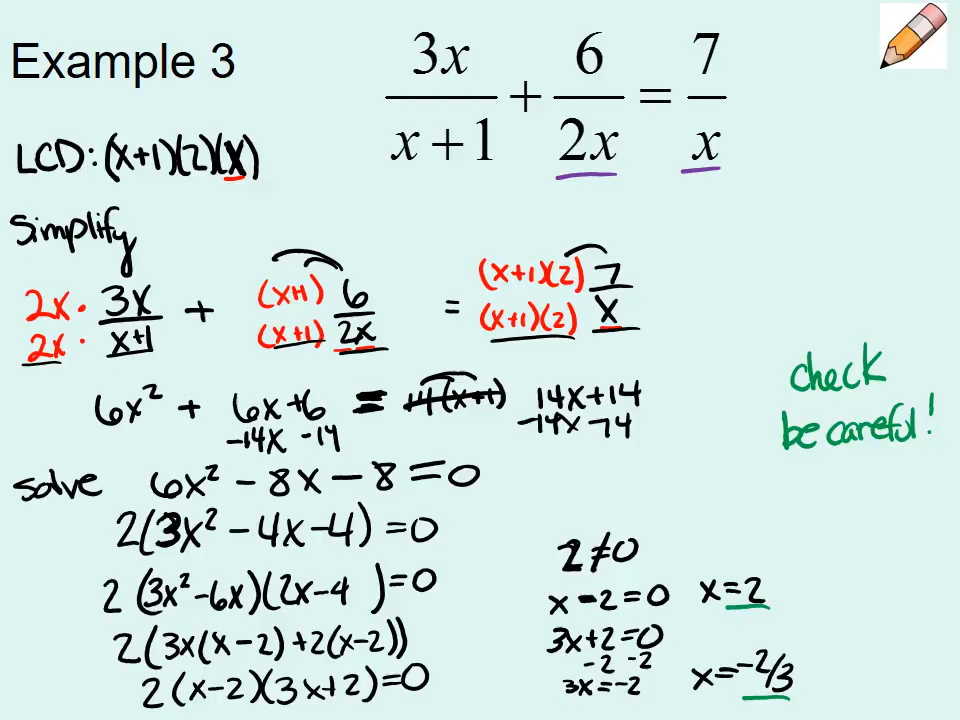 Example 3
3x/(x+1) + 6/(2x) = 7/x
LCD: (x+1)(2)(x)
Simplify
(2x · 3x)/(2x · (x+1)) + ((x+1) 6)/((x+1) 2x) = ((x+1)(2) 7)/((x+1)(2) x)
6x² + 6x+6 = 14(x+1) 14x+14
-14x -14 -14x -14
check
be careful!
solve 6x² - 8x - 8 = 0
2(3x² - 4x - 4) = 0
2(3x² - 6x)(2x - 4) = 0
2(3x(x - 2) + 2(x - 2))
2(x - 2)(3x + 2) = 0
2 ≠ 0
x - 2 = 0 x = 2
3x + 2 = 0
-2 -2
3x = -2 x = -2/3